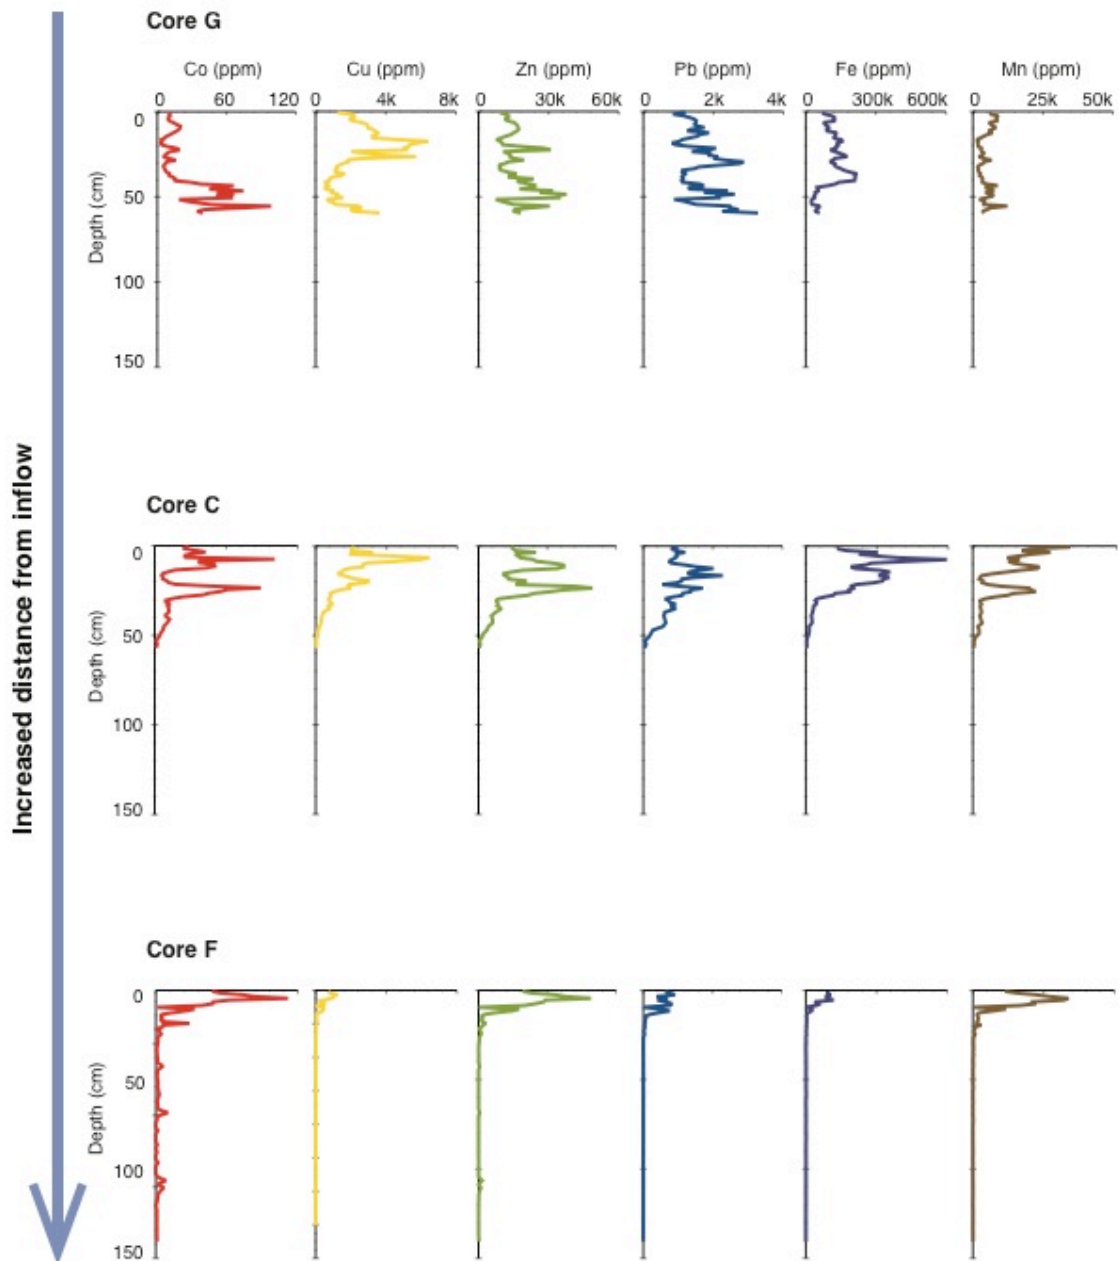 Core G
Co (ppm) Cu (ppm) Zn (ppm) Pb (ppm) Fe (ppm) Mn (ppm)
0 60 120 0 4k 8k 0 30k 60k 0 2k 4k 0 300k 600k 0 25k 50k
0
50
100
150
Depth (cm)
Increased distance from inflow
Core C
0
50
100
150
Depth (cm)
Core F
0
50
100
150
Depth (cm)